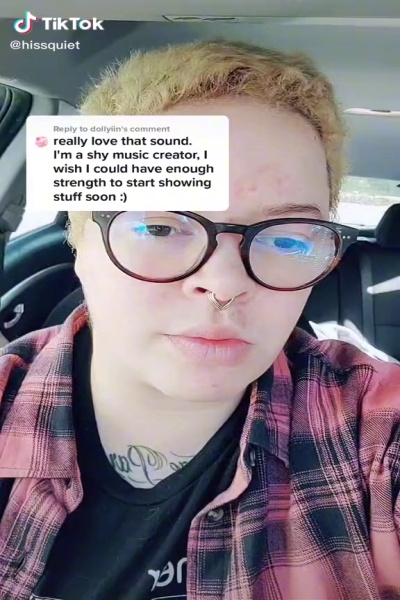 TikTok
@hissquiet
Reply to dollyiin's comment
really love that sound.
I'm a shy music creator, I
wish I could have enough
strength to start showing
stuff soon :)